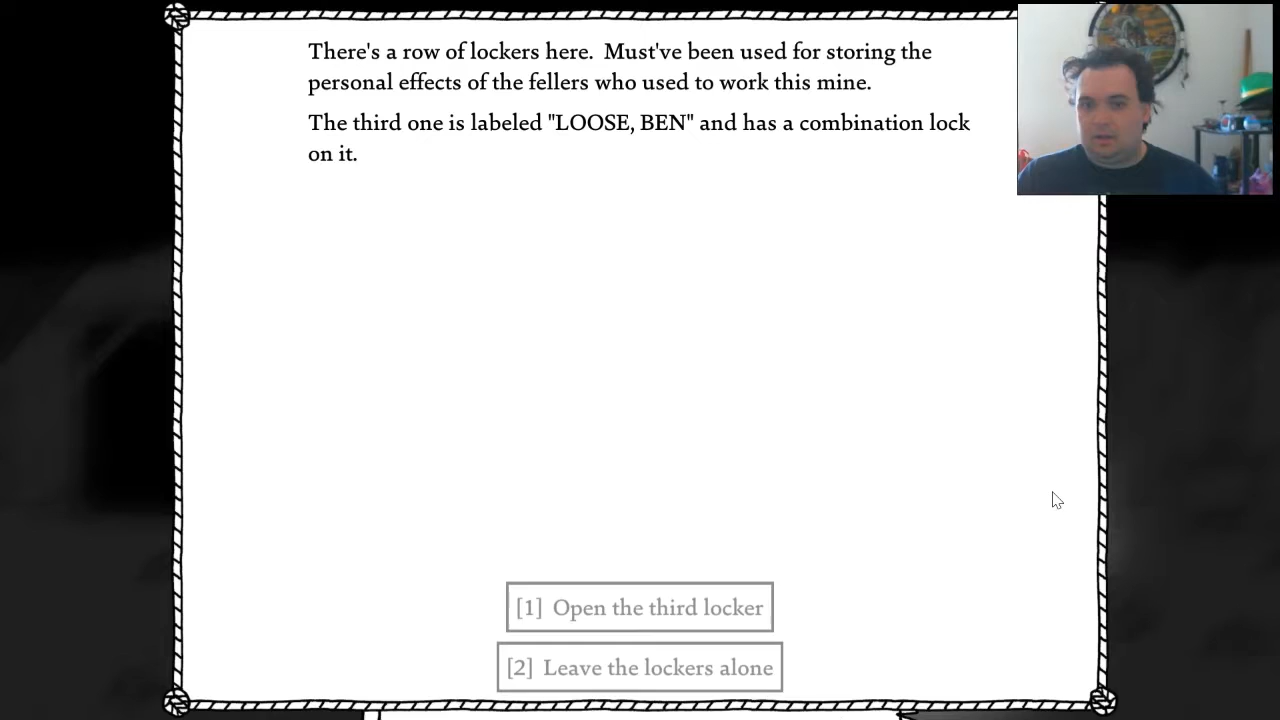 There's a row of lockers here.  Must've been used for storing the
personal effects of the fellers who used to work this mine.
The third one is labeled "LOOSE, BEN" and has a combination lock
on it.
[1]  Open the third locker
[2]  Leave the lockers alone